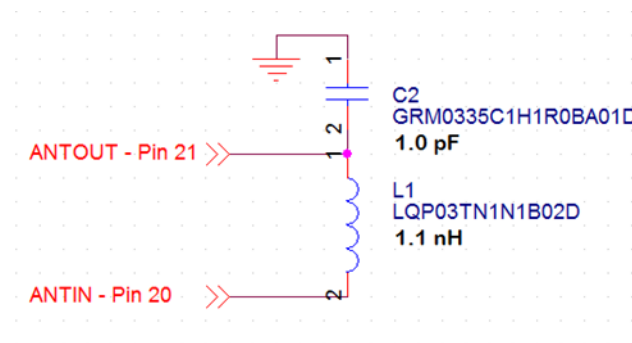 1
C2
GRM0335C1H1R0BA01D
2
1.0 pF
ANTOUT - Pin 21
1
L1
LQP03TN1N1B02D
1.1 nH
ANTIN - Pin 20
2